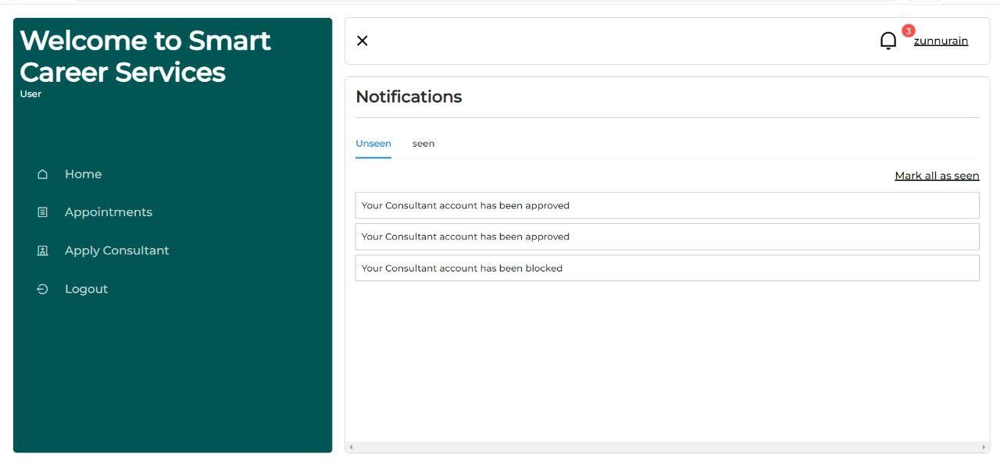 Welcome to Smart
Career Services
User
Home
Appointments
Apply Consultant
Logout
3
zunnurain
Notifications
Unseen
seen
Mark all as seen
Your Consultant account has been approved
Your Consultant account has been approved
Your Consultant account has been blocked